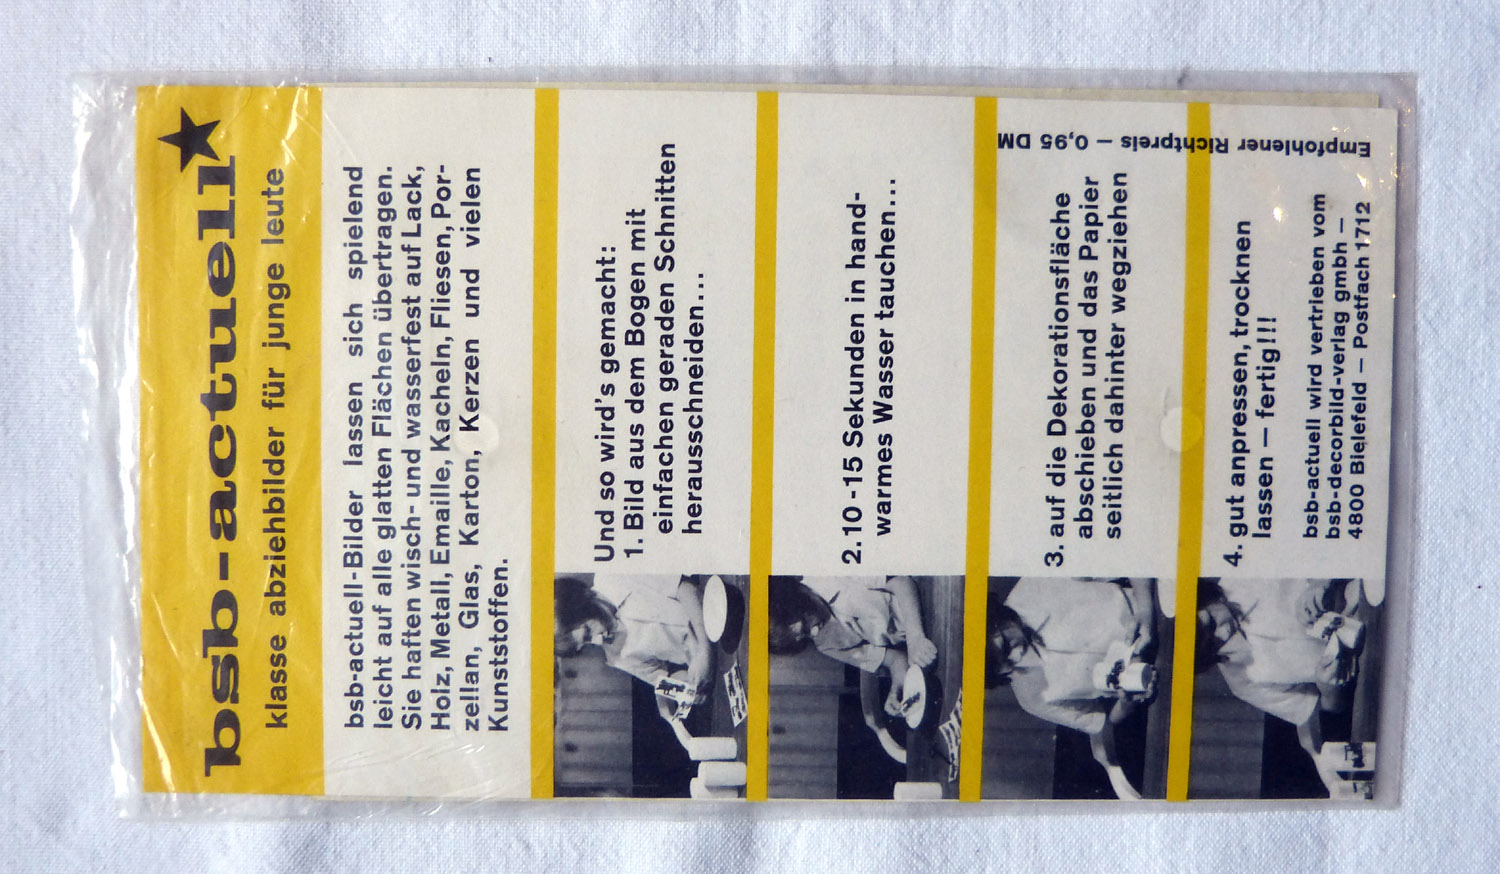 bsb-actuell
klasse abziehbilder für junge leute
bsb-actuell-Bilder lassen sich spielend
leicht auf alle glatten Flächen übertragen.
Sie haften wisch- und wasserfest auf Lack,
Holz, Metall, Emaille, Kacheln, Fliesen, Por-
zellan, Glas, Karton, Kerzen und vielen
Kunststoffen.
Und so wird's gemacht:
1. Bild aus dem Bogen mit
einfachen geraden Schnitten
herausschneiden...
2. 10-15 Sekunden in hand-
warmes Wasser tauchen...
3. auf die Dekorationsfläche
abschieben und das Papier
seitlich dahinter wegziehen
4. gut anpressen, trocknen
lassen — fertig!!!
bsb-actuell wird vertrieben vom
bsb-decorbild-verlag gmbh —
4800 Bielefeld — Postfach 1712
Empfohlener Richtpreis — 0,95 DM